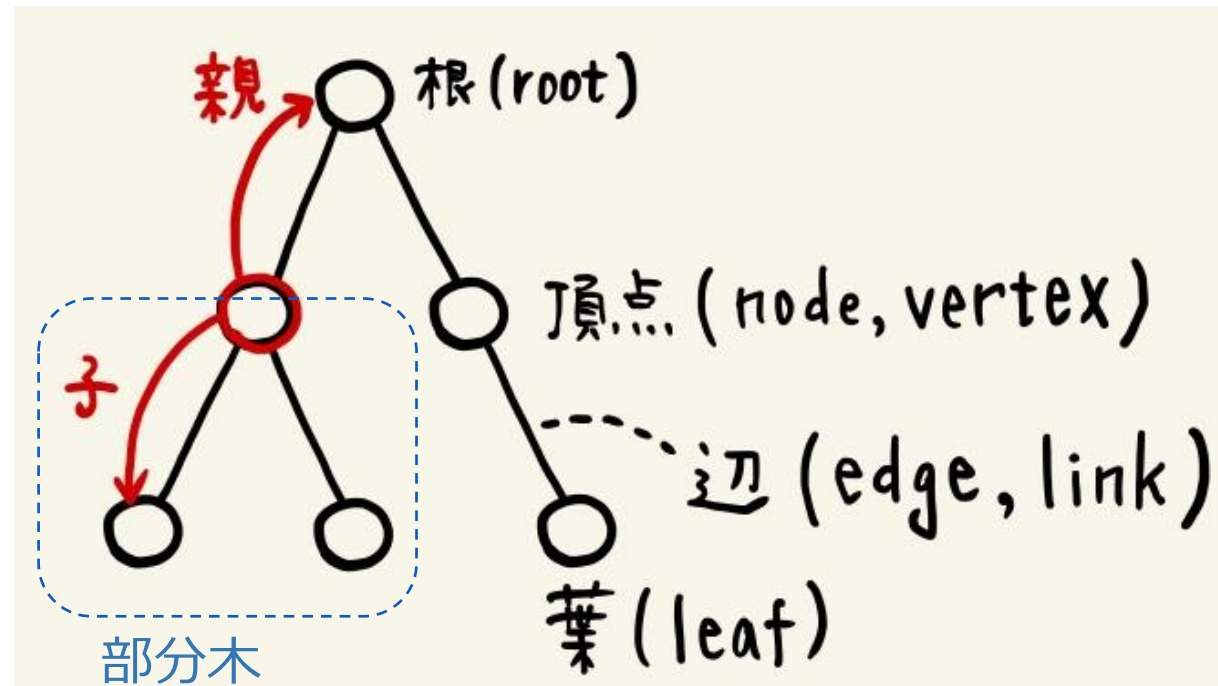 親
根(root)
頂点(node,vertex)
子
辺(edge,link)
葉(leaf)
部分木